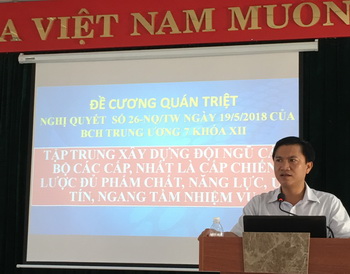 A VIỆT NAM MUÔN
ĐỀ CƯƠNG QUÁN TRIỆT
NGHỊ QUYẾT SỐ 26-NQ/TW NGÀY 19/5/2018 CỦA
BCH TRUNG ƯƠNG 7 KHÓA XII
TẬP TRUNG XÂY DỰNG ĐỘI NGŨ
BỘ CÁC CẤP, NHẤT LÀ CẤP CHIẾN
LƯỢC ĐỦ PHẨM CHẤT, NĂNG LỰC, U
TÍN, NGANG TẦM NHIỆM V